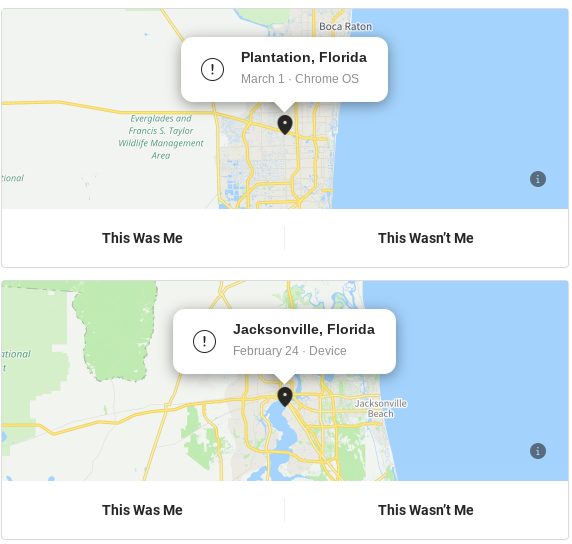 Boca Raton
Plantation, Florida
March 1 · Chrome OS
Everglades and
Francis S. Taylor
Wildlife Management
Area
tional
This Was Me
This Wasn’t Me
Jacksonville, Florida
February 24 · Device
ational
t
Jacksonville
Beach
This Was Me
This Wasn’t Me